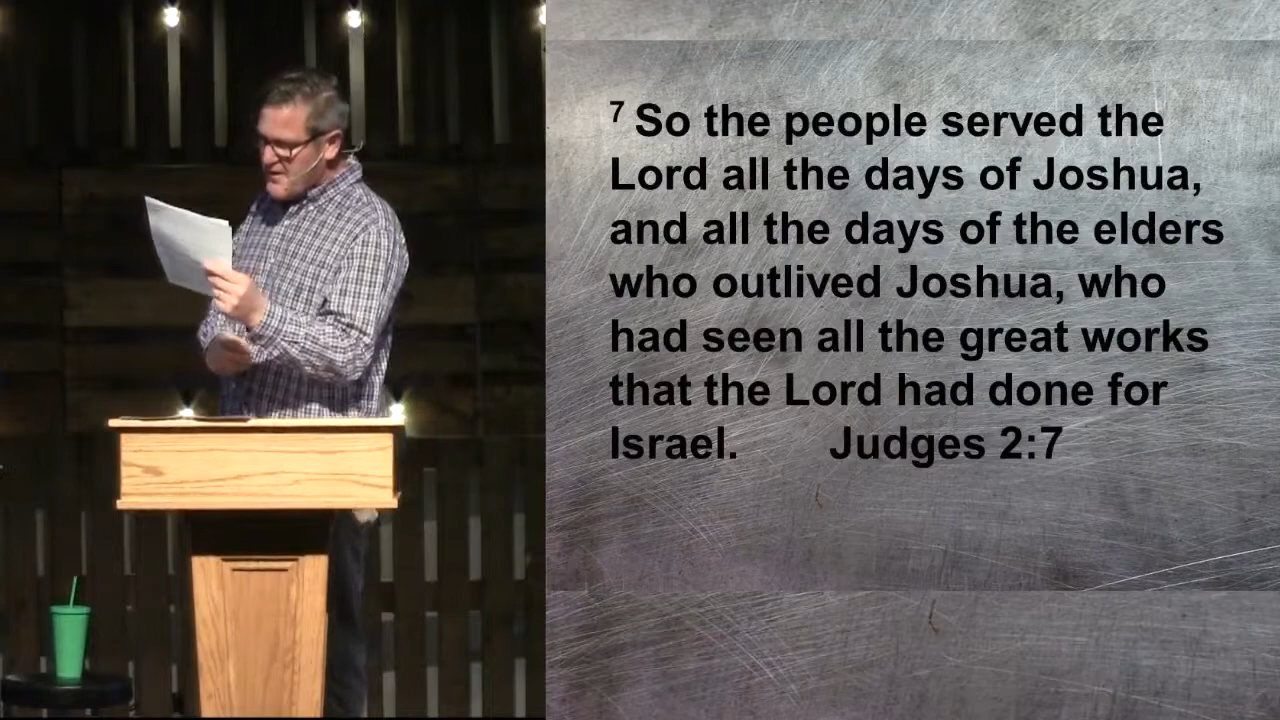 7 So the people served the
Lord all the days of Joshua,
and all the days of the elders
who outlived Joshua, who
had seen all the great works
that the Lord had done for
Israel. Judges 2:7